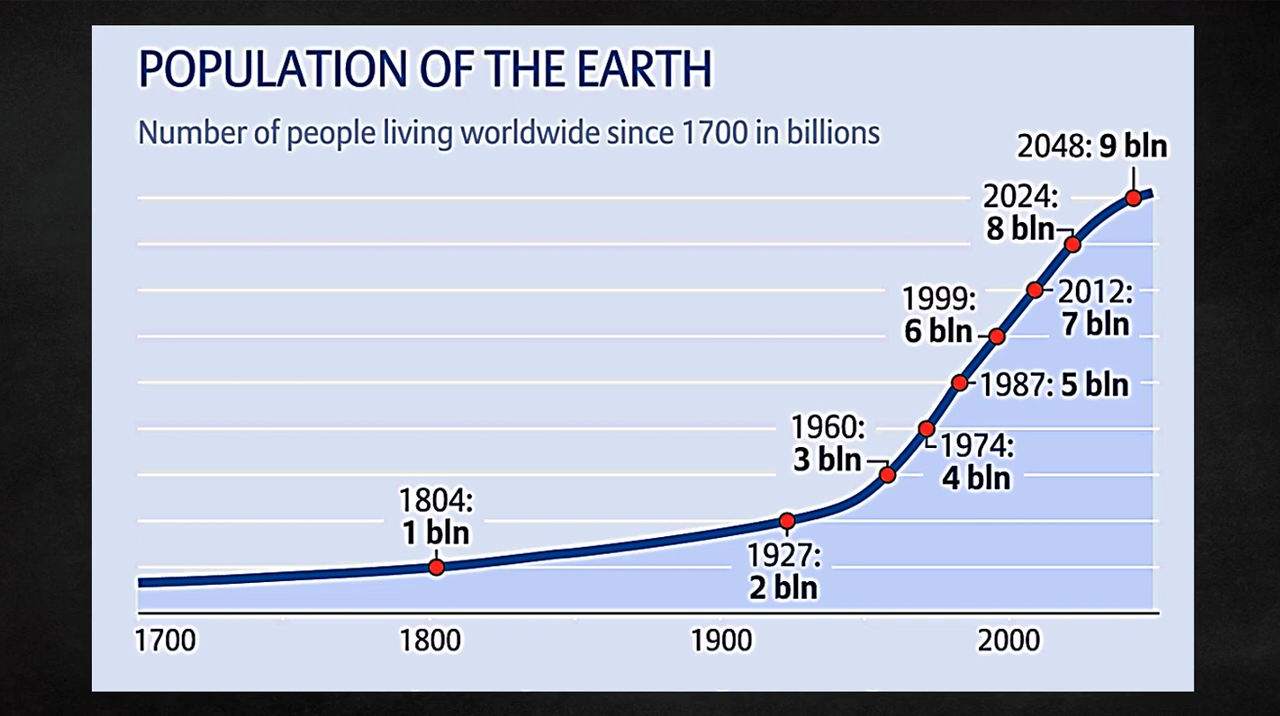 POPULATION OF THE EARTH
Number of people living worldwide since 1700 in billions
2048: 9 bln
2024:
8 bln
2012:
7 bln
1999:
6 bln
1987: 5 bln
1974:
4 bln
1960:
3 bln
1927:
2 bln
1804:
1 bln
1700
1800
1900
2000